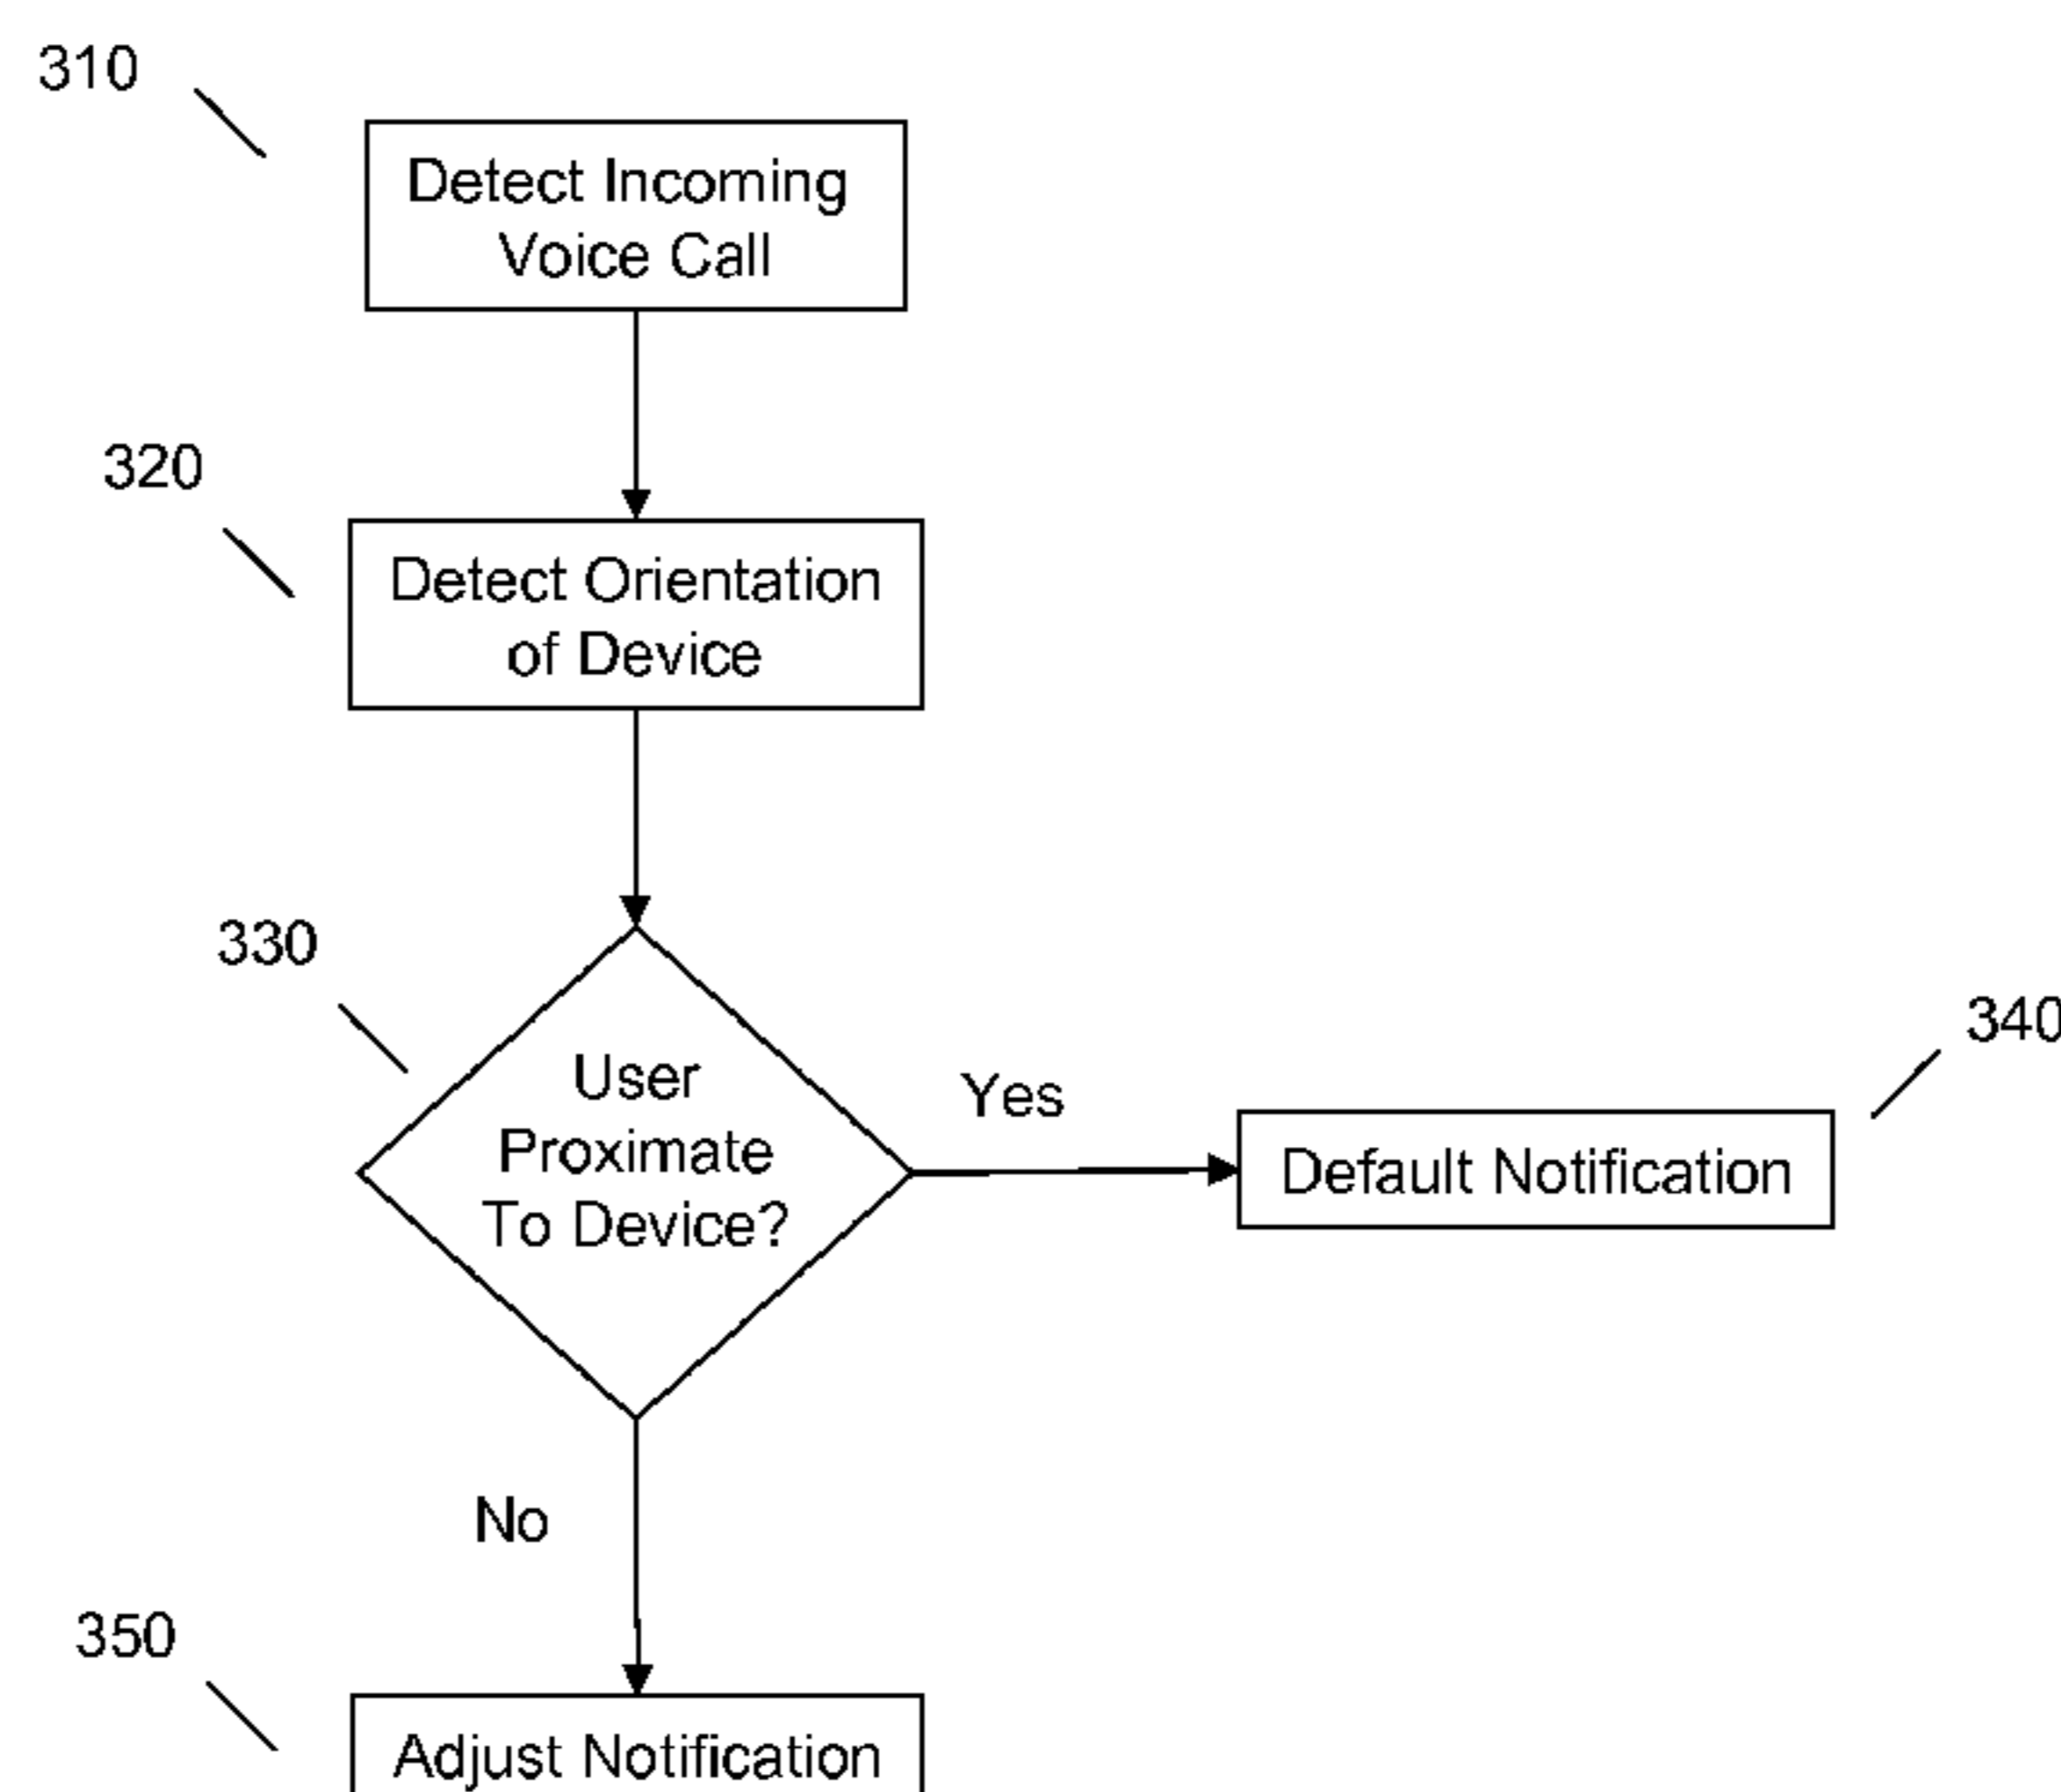 310
Detect Incoming
Voice Call
320
Detect Orientation
of Device
330
User
Proximate
To Device?
Yes
340
Default Notification
No
350
Adjust Notification